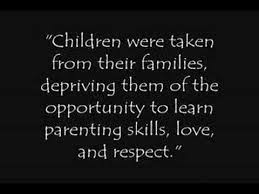 "Children were taken
from their families,
depriving them of the
opportunity to learn
parenting skills, love,
and respect."